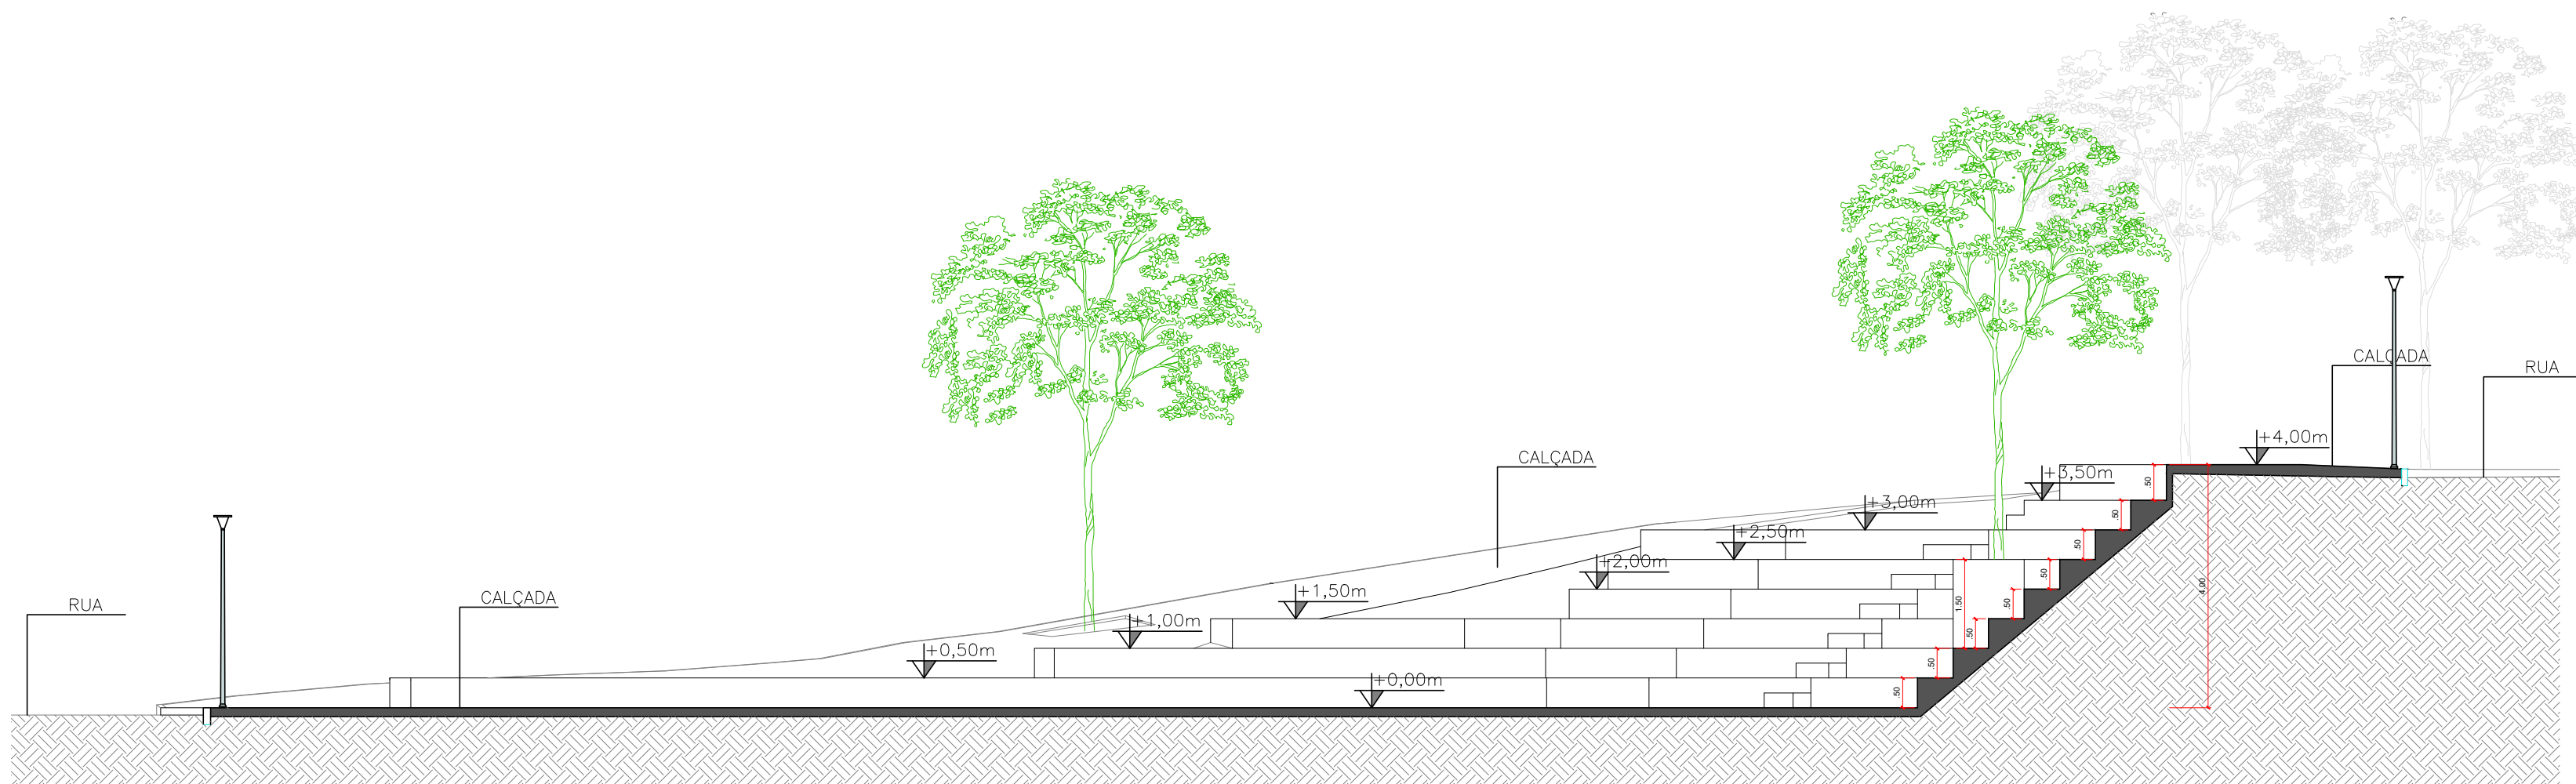 CALÇADA
RUA
+4,00m
CALÇADA
+3,50m
.50
+3,00m
.50
+2,50m
.50
+2,00m
.50
4.00
+1,50m
1.50
.50
RUA
CALÇADA
+1,00m
.50
+0,50m
.50
+0,00m
.50